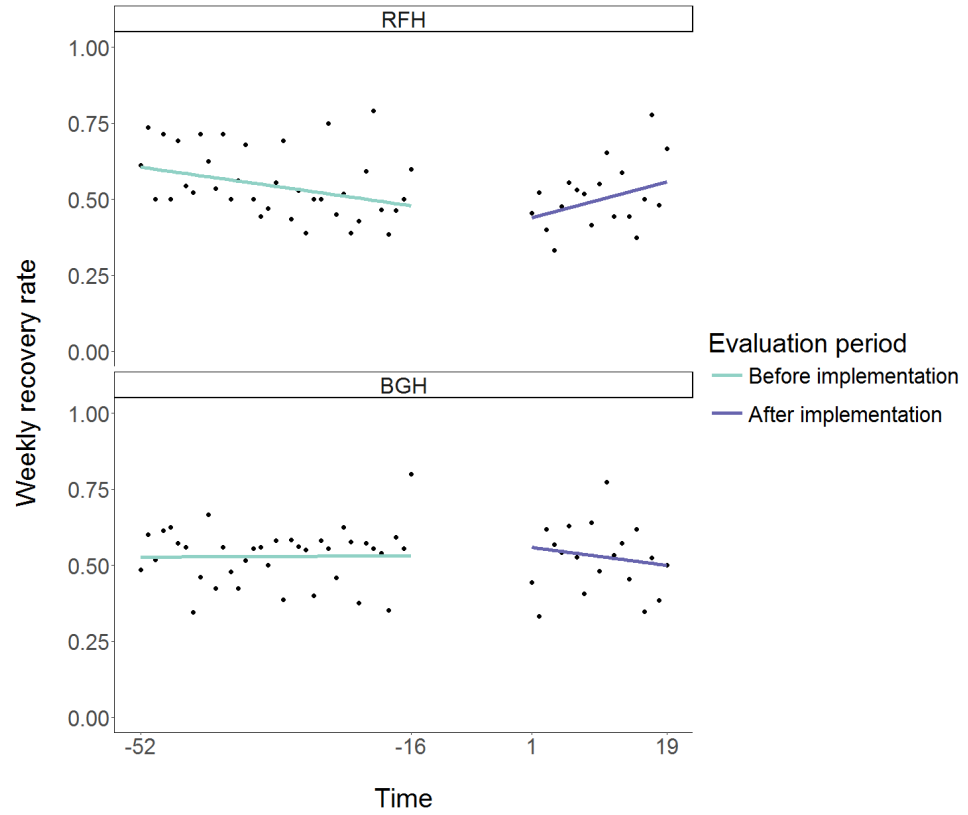 RFH
1.00
0.75
0.50
0.25
0.00
BGH
1.00
0.75
0.50
0.25
0.00
-52
-16
1
19
Time
Weekly recovery rate
Evaluation period
Before implementation
After implementation